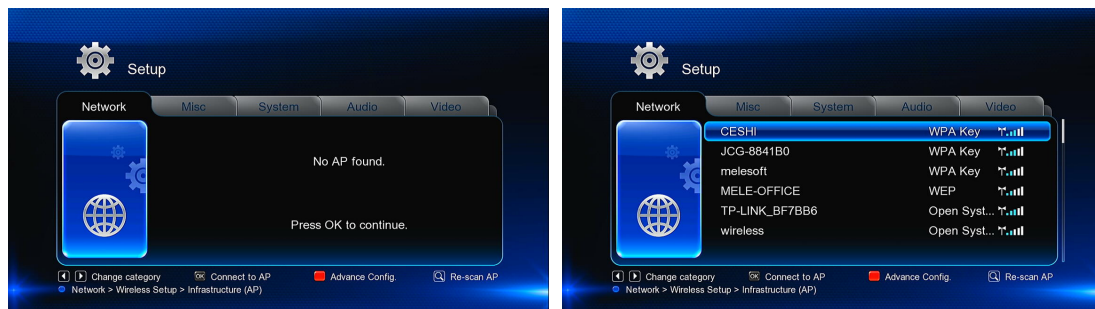 Setup
Network Misc System Audio Video
No AP found.
Press OK to continue.
Change category OK Connect to AP Advance Config. Re-scan AP
Network > Wireless Setup > Infrastructure (AP)
Setup
Network Misc System Audio Video
CESHI WPA Key
JCG-8841B0 WPA Key
melesoft WPA Key
MELE-OFFICE WEP
TP-LINK_BF7BB6 Open Syst...
wireless Open Syst...
Change category OK Connect to AP Advance Config. Re-scan AP
Network > Wireless Setup > Infrastructure (AP)